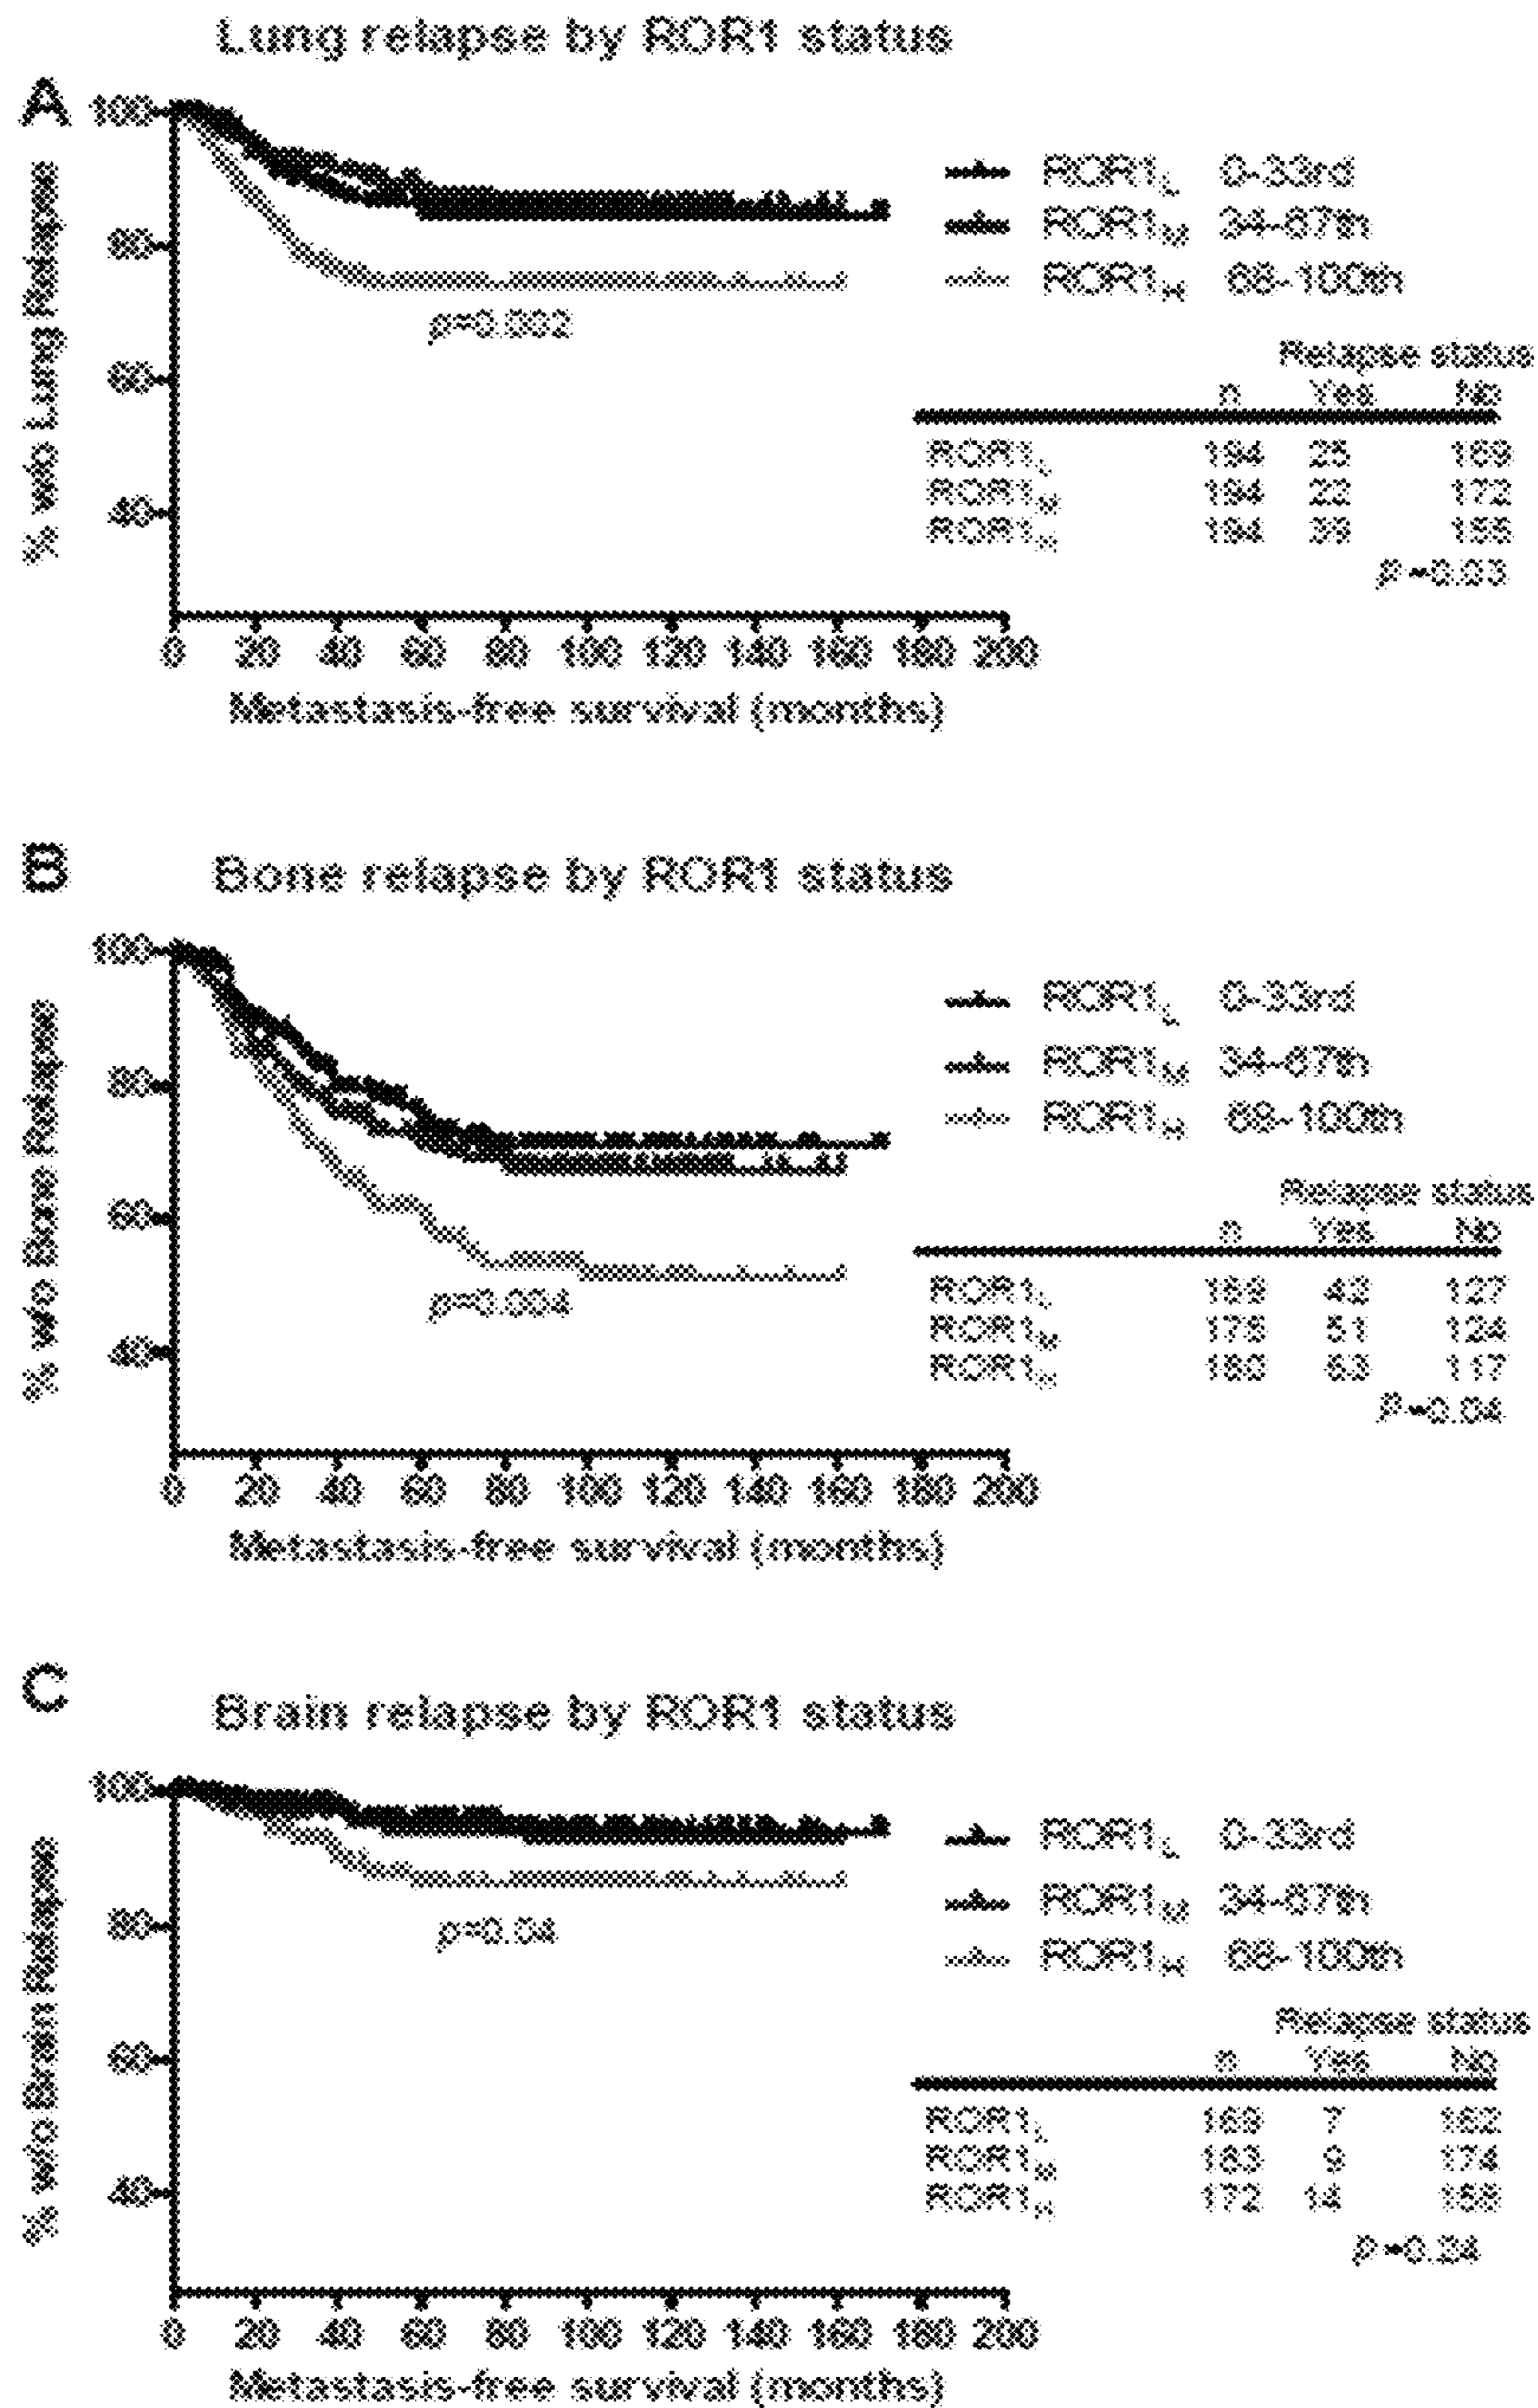 Lung relapse by ROR1 status
A
% w/o Lung Relapse
100
80
60
40
ROR1L 0-33rd
ROR1M 34-67th
ROR1H 68-100th
p=0.002
Relapse status
n Yes No
ROR1L 194 25 169
ROR1M 194 22 172
ROR1H 194 39 155
p=0.03
0 20 40 60 80 100 120 140 160 180 200
Metastasis-free survival (months)
B
Bone relapse by ROR1 status
% w/o Bone Relapse
100
80
60
40
ROR1L 0-33rd
ROR1M 34-67th
ROR1H 68-100th
p=0.004
Relapse status
n Yes No
ROR1L 169 42 127
ROR1M 175 51 124
ROR1H 180 63 117
P=0.04
0 20 40 60 80 100 120 140 160 180 200
Metastasis-free survival (months)
C
Brain relapse by ROR1 status
% w/o Brain Relapse
100
80
60
40
ROR1L 0-33rd
ROR1M 34-67th
ROR1H 68-100th
p=0.04
Relapse status
n Yes No
ROR1L 169 7 162
ROR1M 183 9 174
ROR1H 172 14 158
0 20 40 60 80 100 120 140 160 180 200
Metastasis-free survival (months)